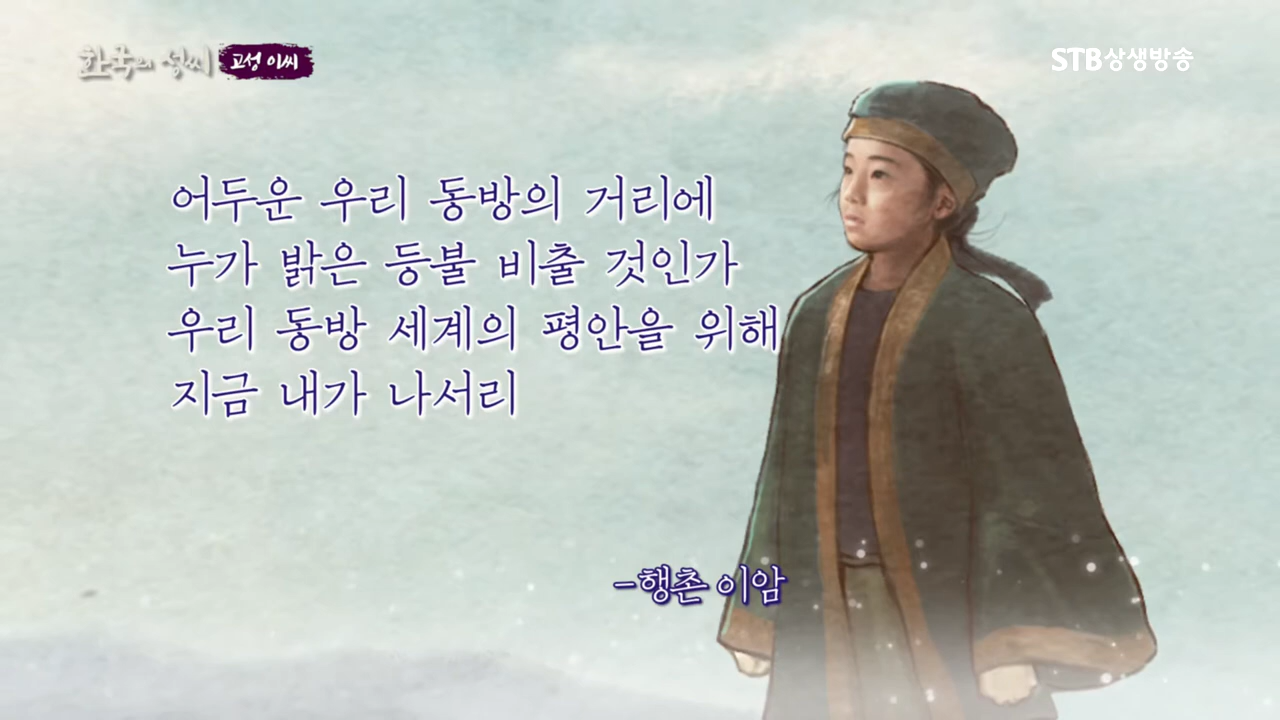 한국의 성씨 고성 이씨
STB상생방송
어두운 우리 동방의 거리에
누가 밝은 등불 비출 것인가
우리 동방 세계의 평안을 위해
지금 내가 나서리
-행촌 이암